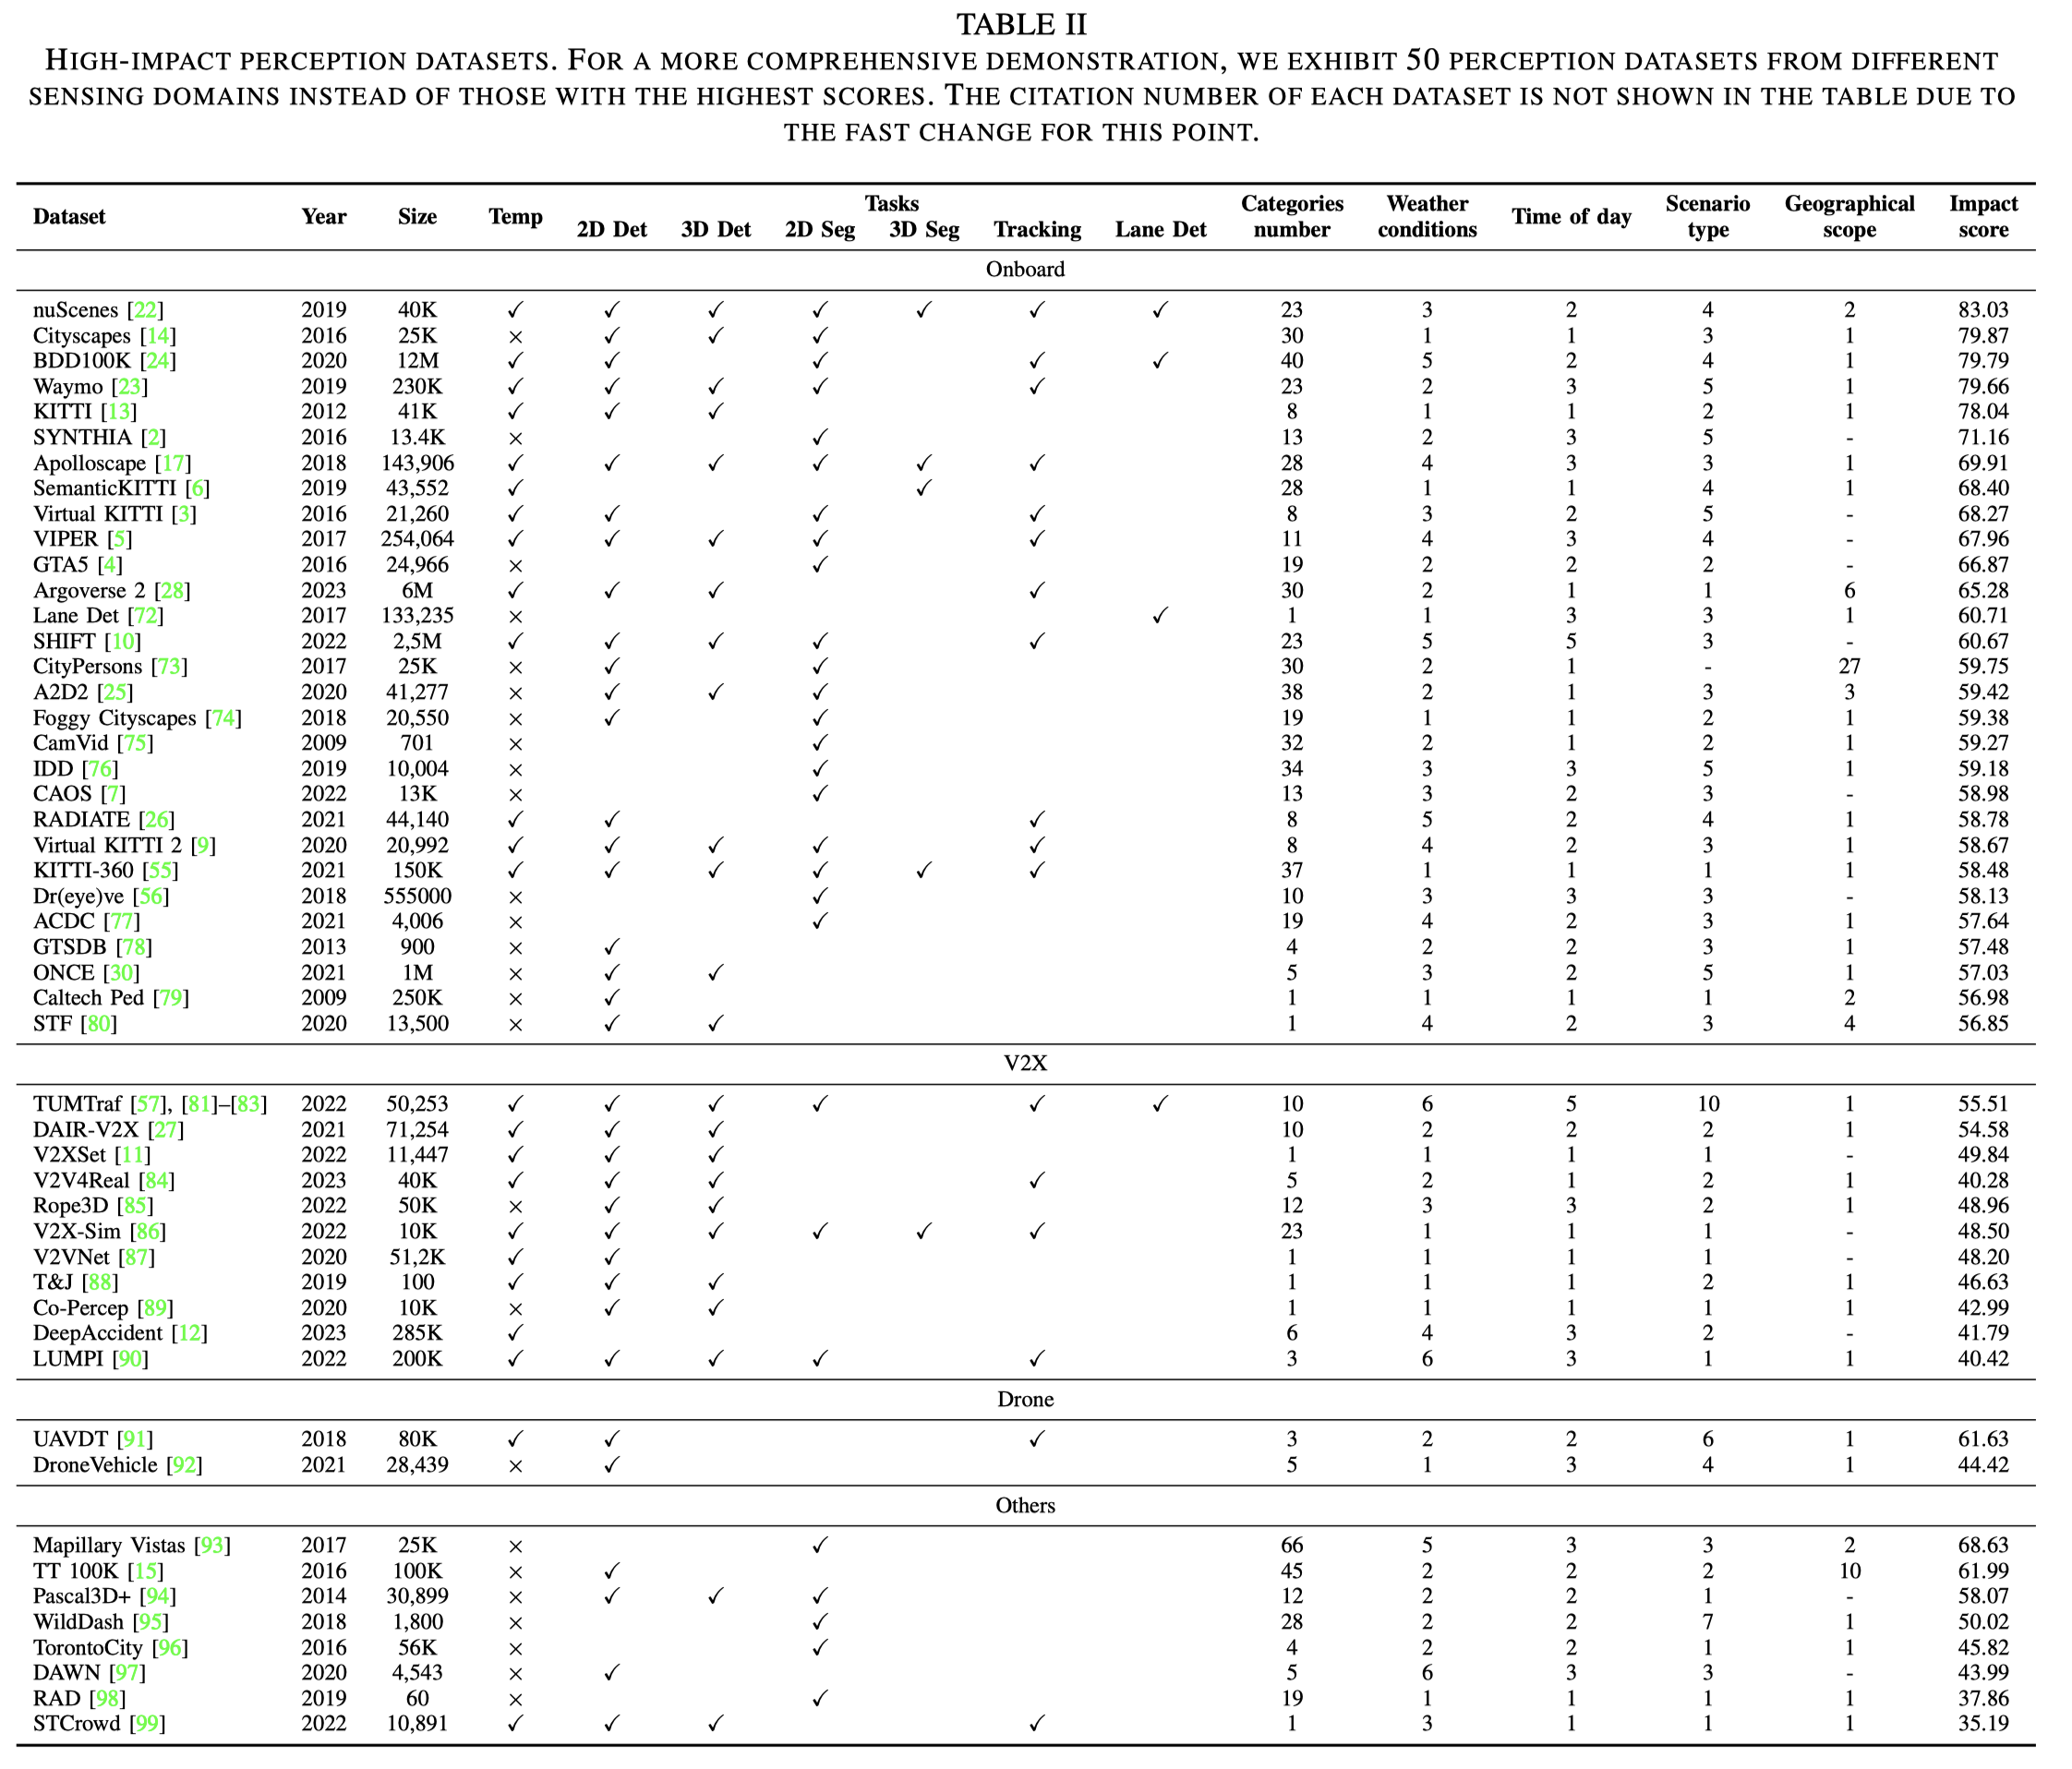 TABLE II
HIGH-IMPACT PERCEPTION DATASETS. FOR A MORE COMPREHENSIVE DEMONSTRATION, WE EXHIBIT 50 PERCEPTION DATASETS FROM DIFFERENT
SENSING DOMAINS INSTEAD OF THOSE WITH THE HIGHEST SCORES. THE CITATION NUMBER OF EACH DATASET IS NOT SHOWN IN THE TABLE DUE TO
THE FAST CHANGE FOR THIS POINT.
Dataset Year Size Temp Tasks Categories number Weather conditions Time of day Scenario type Geographical scope Impact score
2D Det 3D Det 2D Seg 3D Seg Tracking Lane Det
Onboard
nuScenes [22] 2019 40K ✓ ✓ ✓ ✓ ✓ ✓ ✓ 23 3 2 4 2 83.03
Cityscapes [14] 2016 25K × ✓ ✓ ✓ 30 1 1 3 1 79.87
BDD100K [24] 2020 12M ✓ ✓ ✓ ✓ ✓ 40 5 2 4 1 79.79
Waymo [23] 2019 230K ✓ ✓ ✓ ✓ ✓ 23 2 3 5 1 79.66
KITTI [13] 2012 41K ✓ ✓ ✓ 8 1 1 2 1 78.04
SYNTHIA [2] 2016 13.4K × ✓ 13 2 3 5 - 71.16
Apolloscape [17] 2018 143,906 ✓ ✓ ✓ ✓ ✓ ✓ 28 4 3 3 1 69.91
SemanticKITTI [6] 2019 43,552 ✓ ✓ 28 1 1 4 1 68.40
Virtual KITTI [3] 2016 21,260 ✓ ✓ ✓ ✓ 8 3 2 5 - 68.27
VIPER [5] 2017 254,064 ✓ ✓ ✓ ✓ ✓ 11 4 3 4 - 67.96
GTA5 [4] 2016 24,966 × ✓ 19 2 2 2 - 66.87
Argoverse 2 [28] 2023 6M ✓ ✓ ✓ ✓ 30 2 1 1 6 65.28
Lane Det [72] 2017 133,235 × ✓ 1 1 3 3 1 60.71
SHIFT [10] 2022 2,5M ✓ ✓ ✓ ✓ ✓ 23 5 5 3 - 60.67
CityPersons [73] 2017 25K × ✓ ✓ 30 2 1 - 27 59.75
A2D2 [25] 2020 41,277 × ✓ ✓ ✓ 38 2 1 3 3 59.42
Foggy Cityscapes [74] 2018 20,550 × ✓ ✓ 19 1 1 2 1 59.38
CamVid [75] 2009 701 × ✓ 32 2 1 2 1 59.27
IDD [76] 2019 10,004 × ✓ 34 3 3 5 1 59.18
CAOS [7] 2022 13K × ✓ 13 3 2 3 - 58.98
RADIATE [26] 2021 44,140 ✓ ✓ ✓ 8 5 2 4 1 58.78
Virtual KITTI 2 [9] 2020 20,992 ✓ ✓ ✓ ✓ ✓ 8 4 2 3 1 58.67
KITTI-360 [55] 2021 150K ✓ ✓ ✓ ✓ ✓ ✓ 37 1 1 1 1 58.48
Dr(eye)ve [56] 2018 555000 × ✓ 10 3 3 3 - 58.13
ACDC [77] 2021 4,006 × ✓ 19 4 2 3 1 57.64
GTSDB [78] 2013 900 × ✓ 4 2 2 3 1 57.48
ONCE [30] 2021 1M × ✓ ✓ 5 3 2 5 1 57.03
Caltech Ped [79] 2009 250K × ✓ 1 1 1 1 2 56.98
STF [80] 2020 13,500 × ✓ ✓ 1 4 2 3 4 56.85
V2X
TUMTraf [57], [81]–[83] 2022 50,253 ✓ ✓ ✓ ✓ ✓ ✓ 10 6 5 10 1 55.51
DAIR-V2X [27] 2021 71,254 ✓ ✓ ✓ 10 2 2 2 1 54.58
V2XSet [11] 2022 11,447 ✓ ✓ ✓ 1 1 1 1 - 49.84
V2V4Real [84] 2023 40K ✓ ✓ ✓ ✓ 5 2 1 2 1 40.28
Rope3D [85] 2022 50K × ✓ ✓ 12 3 3 2 1 48.96
V2X-Sim [86] 2022 10K ✓ ✓ ✓ ✓ ✓ ✓ 23 1 1 1 - 48.50
V2VNet [87] 2020 51,2K ✓ ✓ 1 1 1 1 - 48.20
T&J [88] 2019 100 ✓ ✓ ✓ 1 1 1 2 1 46.63
Co-Percep [89] 2020 10K × ✓ ✓ 1 1 1 1 1 42.99
DeepAccident [12] 2023 285K ✓ 6 4 3 2 - 41.79
LUMPI [90] 2022 200K ✓ ✓ ✓ ✓ ✓ 3 6 3 1 1 40.42
Drone
UAVDT [91] 2018 80K ✓ ✓ ✓ 3 2 2 6 1 61.63
DroneVehicle [92] 2021 28,439 × ✓ 5 1 3 4 1 44.42
Others
Mapillary Vistas [93] 2017 25K × ✓ 66 5 3 3 2 68.63
TT 100K [15] 2016 100K × ✓ 45 2 2 2 10 61.99
Pascal3D+ [94] 2014 30,899 × ✓ ✓ ✓ 12 2 2 1 - 58.07
WildDash [95] 2018 1,800 × ✓ 28 2 2 7 1 50.02
TorontoCity [96] 2016 56K × ✓ 4 2 2 1 1 45.82
DAWN [97] 2020 4,543 × ✓ 5 6 3 3 - 43.99
RAD [98] 2019 60 × ✓ 19 1 1 1 1 37.86
STCrowd [99] 2022 10,891 ✓ ✓ ✓ ✓ 1 3 1 1 1 35.19